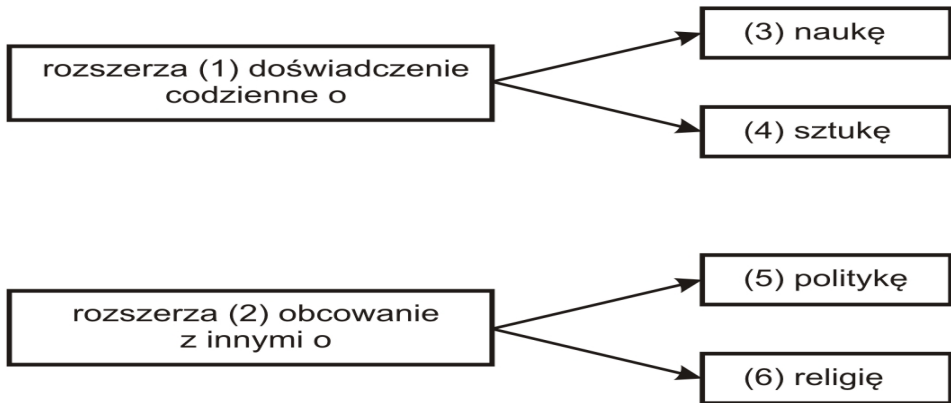 rozszerza (1) doświadczenie
codzienne o
(3) naukę
(4) sztukę
rozszerza (2) obcowanie
z innymi o
(5) politykę
(6) religię